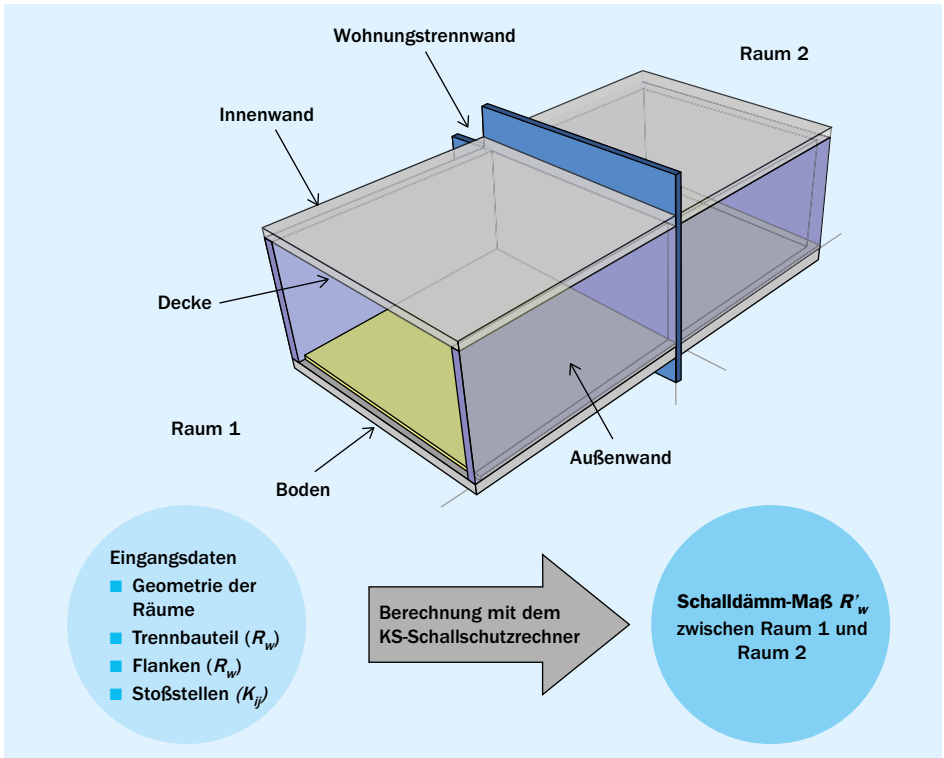 Wohnungstrennwand
Raum 2
Innenwand
Decke
Raum 1
Außenwand
Boden
Eingangsdaten
■ Geometrie der
Räume
■ Trennbauteil (Rw)
■ Flanken (Rw)
■ Stoßstellen (Kij)
Berechnung mit dem
KS-Schallschutzrechner
Schalldämm-Maß R'w
zwischen Raum 1 und
Raum 2